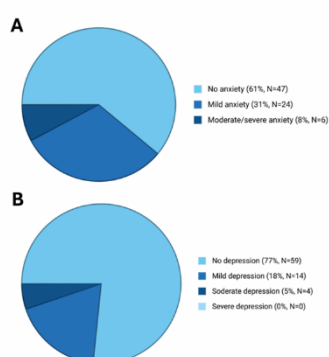 A
No anxiety (61%, N=47)
Mild anxiety (31%, N=24)
Moderate/severe anxiety (8%, N=6)
B
No depression (77%, N=59)
Mild depression (18%, N=14)
Soderate depression (5%, N=4)
Severe depression (0%, N=0)